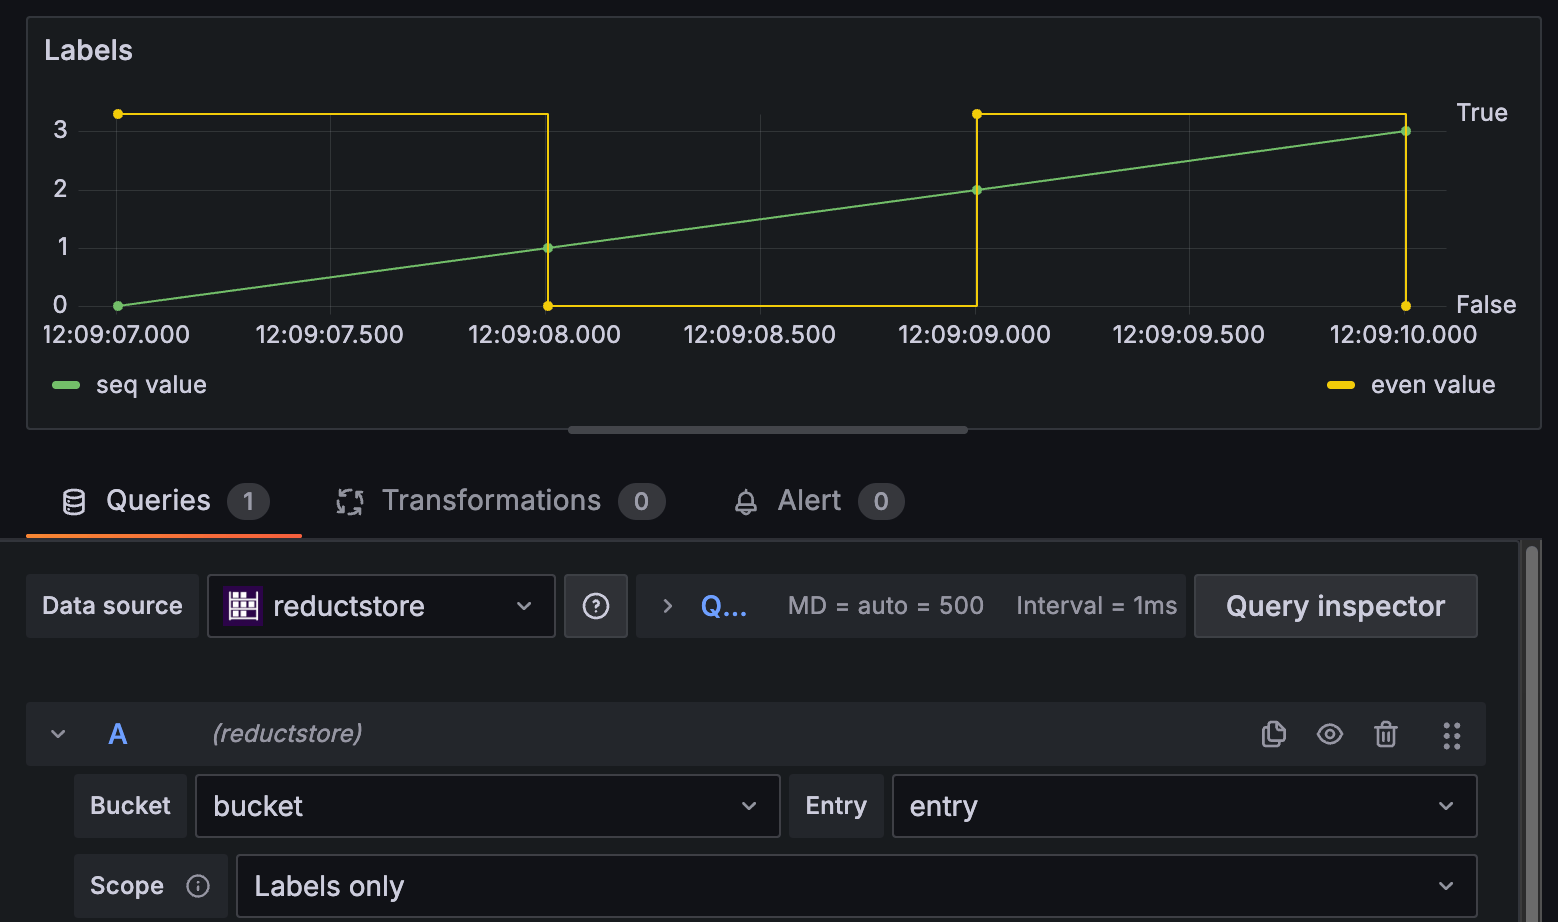 Labels
3
True
2
1
0
False
12:09:07.000 12:09:07.500 12:09:08.000 12:09:08.500 12:09:09.000 12:09:09.500 12:09:10.000
seq value even value
Queries 1 Transformations 0 Alert 0
Data source reductstore Q... MD = auto = 500 Interval = 1ms Query inspector
A (reductstore)
Bucket bucket Entry entry
Scope Labels only